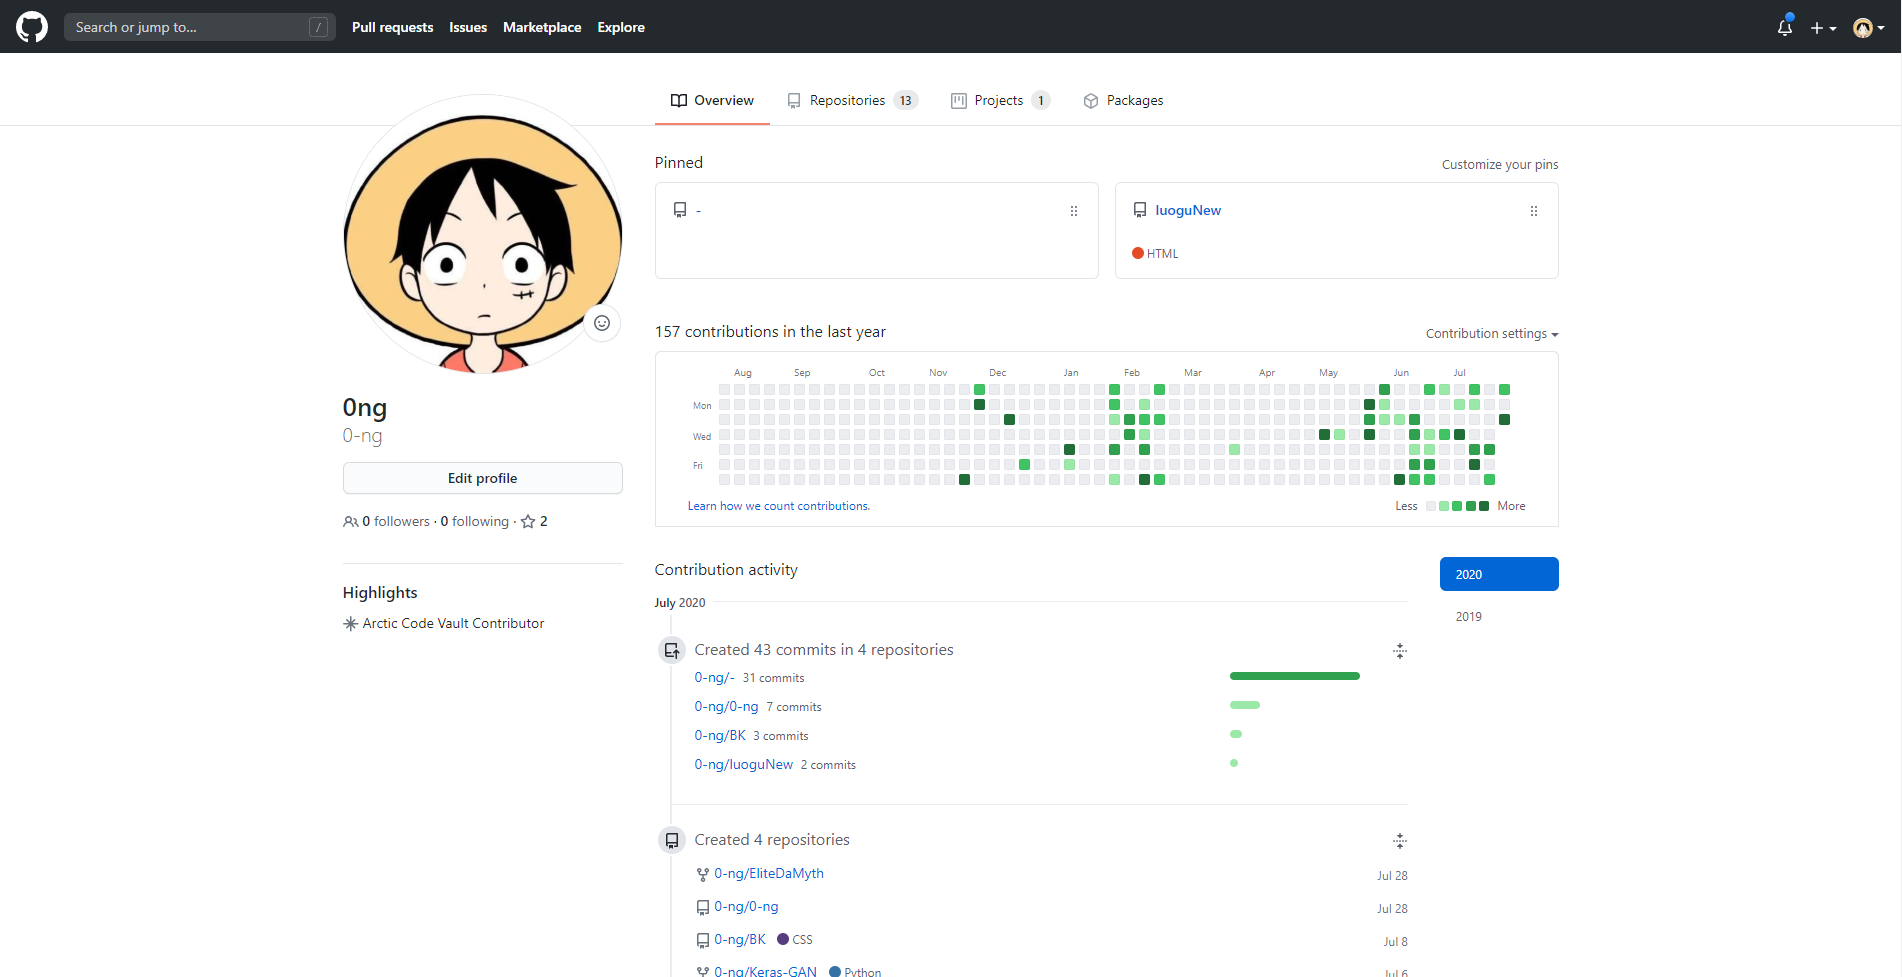 Search or jump to... /
Pull requests Issues Marketplace Explore
Overview Repositories 13 Projects 1 Packages
0ng
0-ng
Edit profile
0 followers · 0 following · 2
Highlights
Arctic Code Vault Contributor
Pinned Customize your pins
-
luoguNew
HTML
157 contributions in the last year Contribution settings
Aug Sep Oct Nov Dec Jan Feb Mar Apr May Jun Jul
Mon
Wed
Fri
Learn how we count contributions. Less More
Contribution activity
2020
2019
July 2020
Created 43 commits in 4 repositories
0-ng/- 31 commits
0-ng/0-ng 7 commits
0-ng/BK 3 commits
0-ng/luoguNew 2 commits
Created 4 repositories
0-ng/EliteDaMyth Jul 28
0-ng/0-ng Jul 28
0-ng/BK CSS Jul 8
0-ng/Keras-GAN Python Jul 6